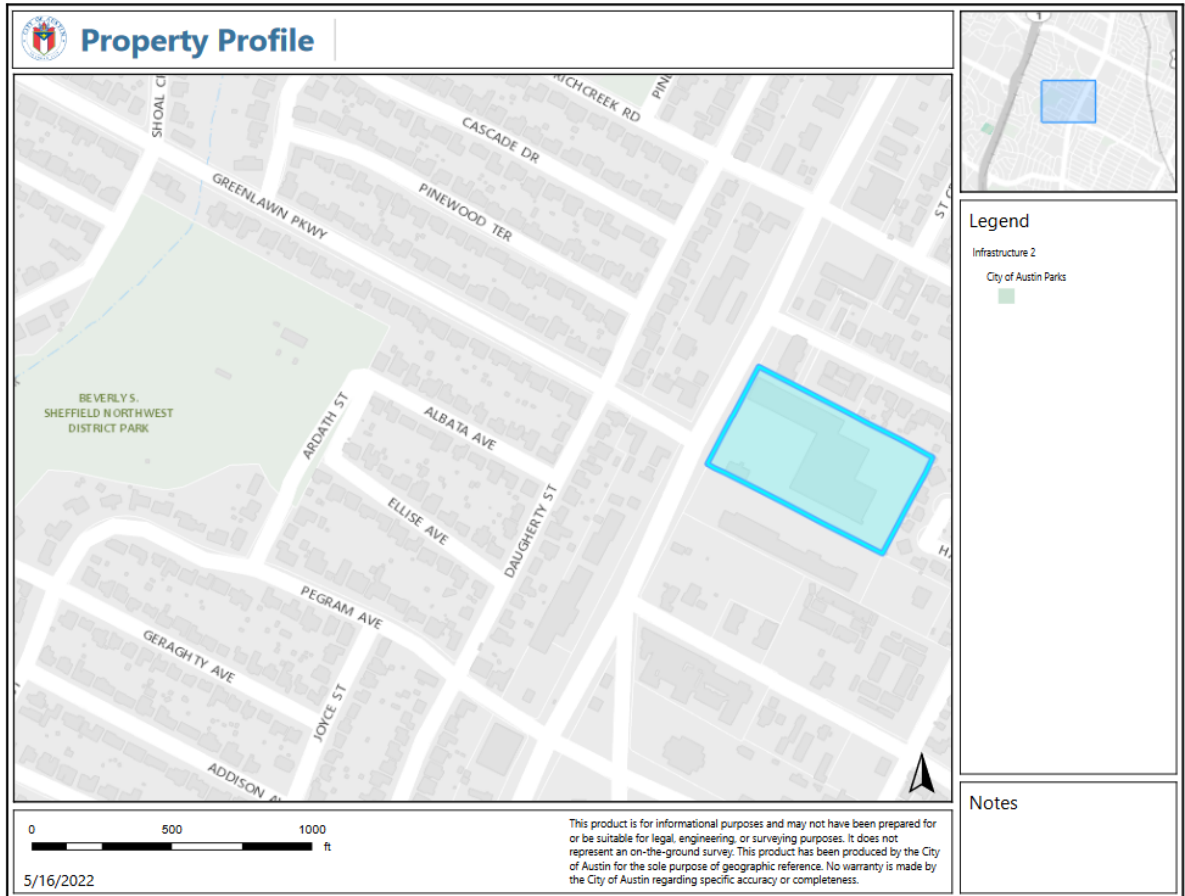 CITY OF AUSTIN
Property Profile
1
SHOAL C
RICHCREEK RD
PIN
CASCADE DR
PINEWOOD TER
GREENLAWN PKWY
ST C
BEVERLY S.
SHEFFIELD NORTHWEST
DISTRICT PARK
ARDATH ST
ALBATA AVE
ELLISE AVE
DAUGHERTY ST
HA
PEGRAM AVE
GERAGHTY AVE
JOYCE ST
ADDISON A
Legend
Infrastructure 2
City of Austin Parks
Notes
0 500 1000
ft
5/16/2022
This product is for informational purposes and may not have been prepared for
or be suitable for legal, engineering, or surveying purposes. It does not
represent an on-the-ground survey. This product has been produced by the City
of Austin for the sole purpose of geographic reference. No warranty is made by
the City of Austin regarding specific accuracy or completeness.